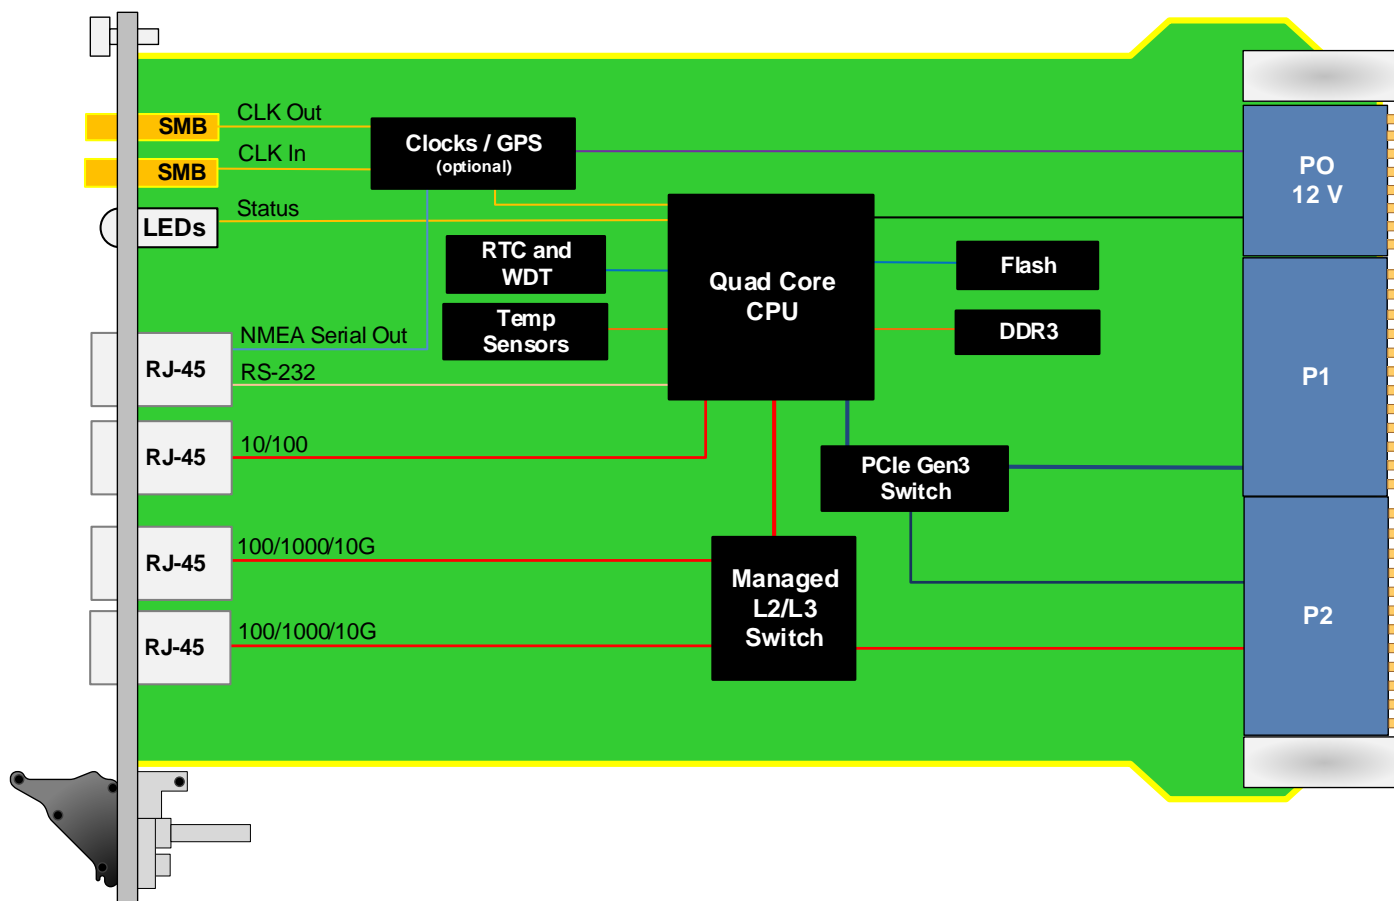 CLK Out
SMB
CLK In
SMB
Status
LEDs
Clocks / GPS
(optional)
RTC and
WDT
Temp
Sensors
Quad Core
CPU
Flash
DDR3
NMEA Serial Out
RJ-45
RS-232
10/100
RJ-45
100/1000/10G
RJ-45
100/1000/10G
RJ-45
PCIe Gen3
Switch
Managed
L2/L3
Switch
PO
12 V
P1
P2